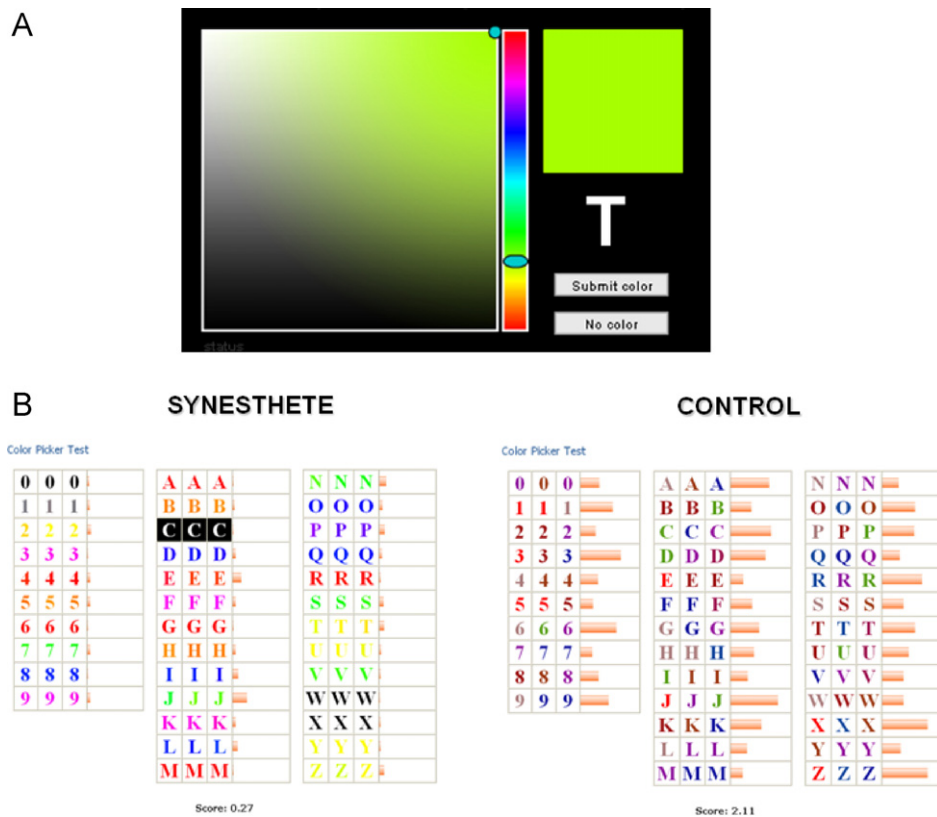 A
T
Submit color
No color
status
B
SYNESTHETE
CONTROL
Color Picker Test
0 0 0 A A A N N N
1 1 1 B B B O O O
2 2 2 C C C P P P
3 3 3 D D D Q Q Q
4 4 4 E E E R R R
5 5 5 F F F S S S
6 6 6 G G G T T T
7 7 7 H H H U U U
8 8 8 I I I V V V
9 9 9 J J J W W W
K K K X X X
L L L Y Y Y
M M M Z Z Z
Score: 0.27
Color Picker Test
0 0 0 A A A N N N
1 1 1 B B B O O O
2 2 2 C C C P P P
3 3 3 D D D Q Q Q
4 4 4 E E E R R R
5 5 5 F F F S S S
6 6 6 G G G T T T
7 7 7 H H H U U U
8 8 8 I I I V V V
9 9 9 J J J W W W
K K K X X X
L L L Y Y Y
M M M Z Z Z
Score: 2.11